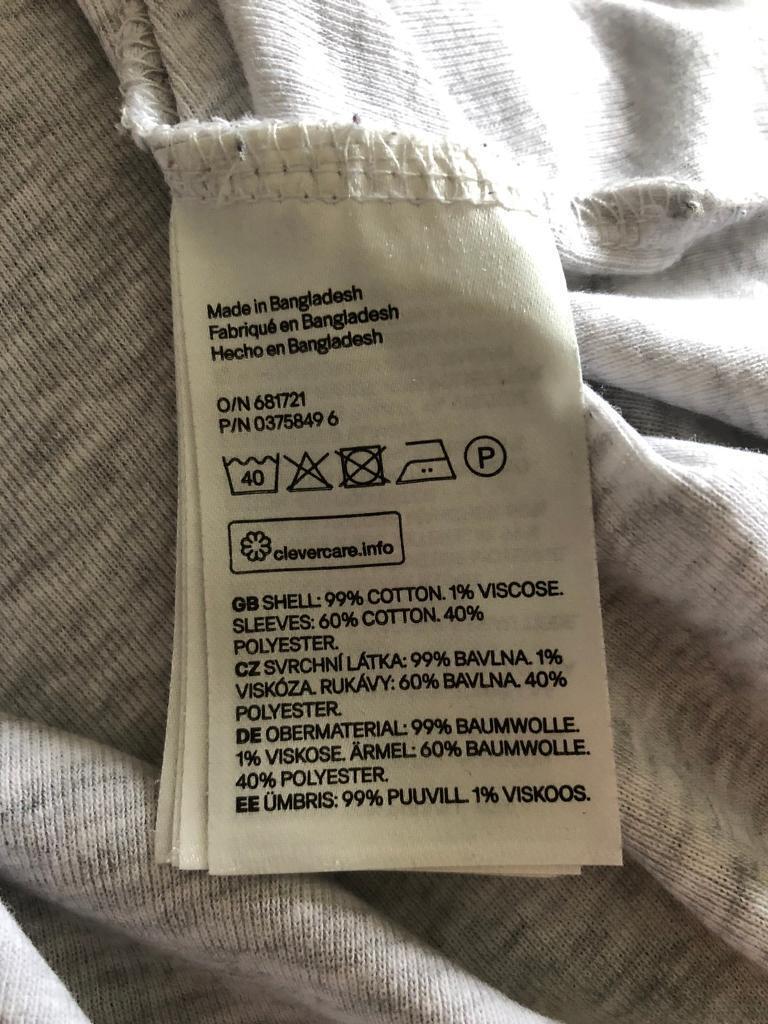 Made in Bangladesh
Fabriqué en Bangladesh
Hecho en Bangladesh
O/N 681721
P/N 0375849 6
40 P
clevercare.info
GB SHELL: 99% COTTON. 1% VISCOSE.
SLEEVES: 60% COTTON. 40%
POLYESTER.
CZ SVRCHNÍ LÁTKA: 99% BAVLNA. 1%
VISKÓZA. RUKÁVY: 60% BAVLNA. 40%
POLYESTER.
DE OBERMATERIAL: 99% BAUMWOLLE.
1% VISKOSE. ÄRMEL: 60% BAUMWOLLE.
40% POLYESTER.
EE ÜMBRIS: 99% PUUVILL. 1% VISKOOS.